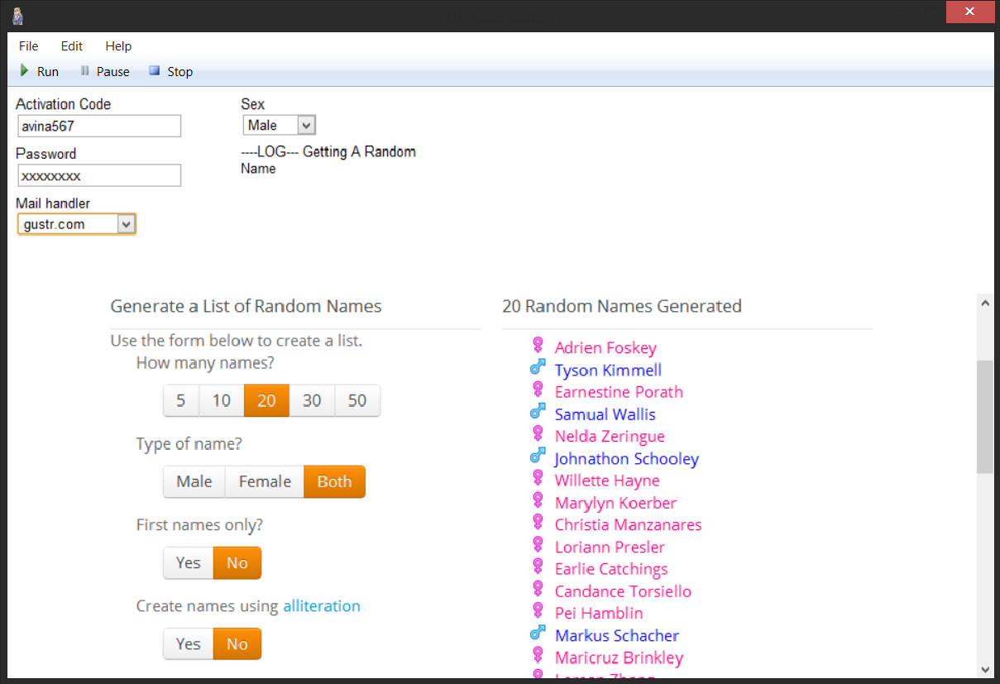 File Edit Help
Run Pause Stop
Activation Code
avina567
Password
xxxxxxxx
Mail handler
gustr.com
Sex
Male
----LOG--- Getting A Random
Name
Generate a List of Random Names
Use the form below to create a list.
How many names?
5 10 20 30 50
Type of name?
Male Female Both
First names only?
Yes No
Create names using alliteration
Yes No
20 Random Names Generated
Adrien Foskey
Tyson Kimmell
Earnestine Porath
Samual Wallis
Nelda Zeringue
Johnathon Schooley
Willette Hayne
Marylyn Koerber
Christia Manzanares
Loriann Presler
Earlie Catchings
Candance Torsiello
Pei Hamblin
Markus Schacher
Maricruz Brinkley